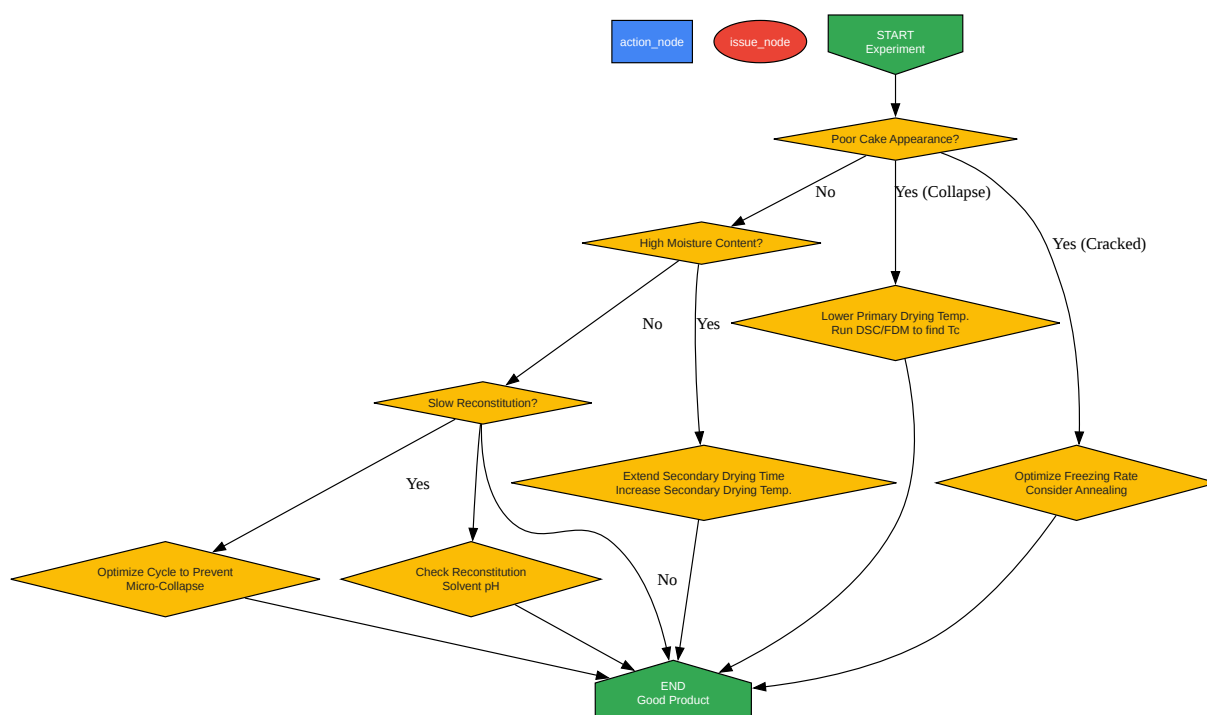 action_node
issue_node
START
Experiment
Poor Cake Appearance?
No
Yes (Collapse)
Yes (Cracked)
High Moisture Content?
Lower Primary Drying Temp.
Run DSC/FDM to find Tc
No
Yes
Slow Reconstitution?
Extend Secondary Drying Time
Increase Secondary Drying Temp.
Optimize Freezing Rate
Consider Annealing
Yes
Optimize Cycle to Prevent
Micro-Collapse
Check Reconstitution
Solvent pH
No
END
Good Product